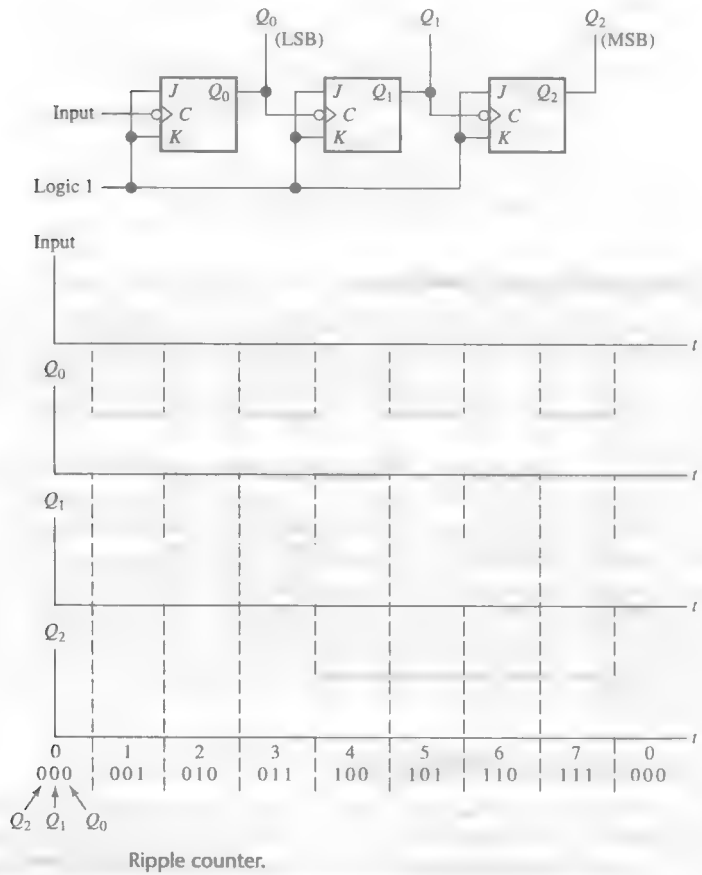 Q0 Q1 Q2
(LSB) (MSB)
J Q0 J Q1 J Q2
Input C C C
K K K
Logic 1
Input
t
Q0
t
Q1
t
Q2
t
0 1 2 3 4 5 6 7 0
000 001 010 011 100 101 110 111 000
Q2 Q1 Q0
Ripple counter.